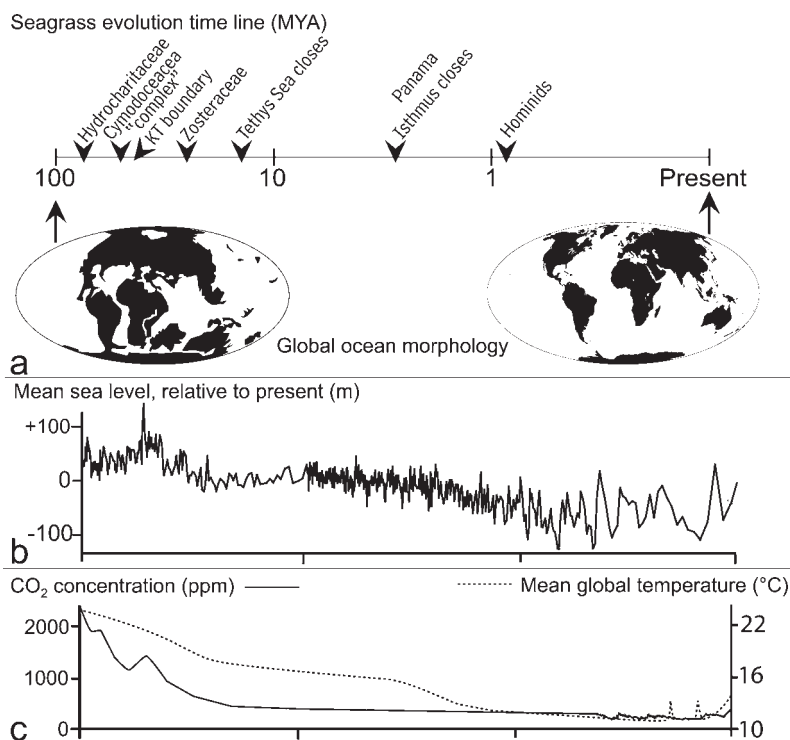 Seagrass evolution time line (MYA)
Hydrocharitaceae
Cymodoceacea
"complex"
KT boundary
Zosteraceae
Tethys Sea closes
Panama
Isthmus closes
Hominids
100
10
1
Present
Global ocean morphology
a
Mean sea level, relative to present (m)
+100
0
-100
b
CO₂ concentration (ppm)
Mean global temperature (°C)
2000
1000
0
22
16
10
c